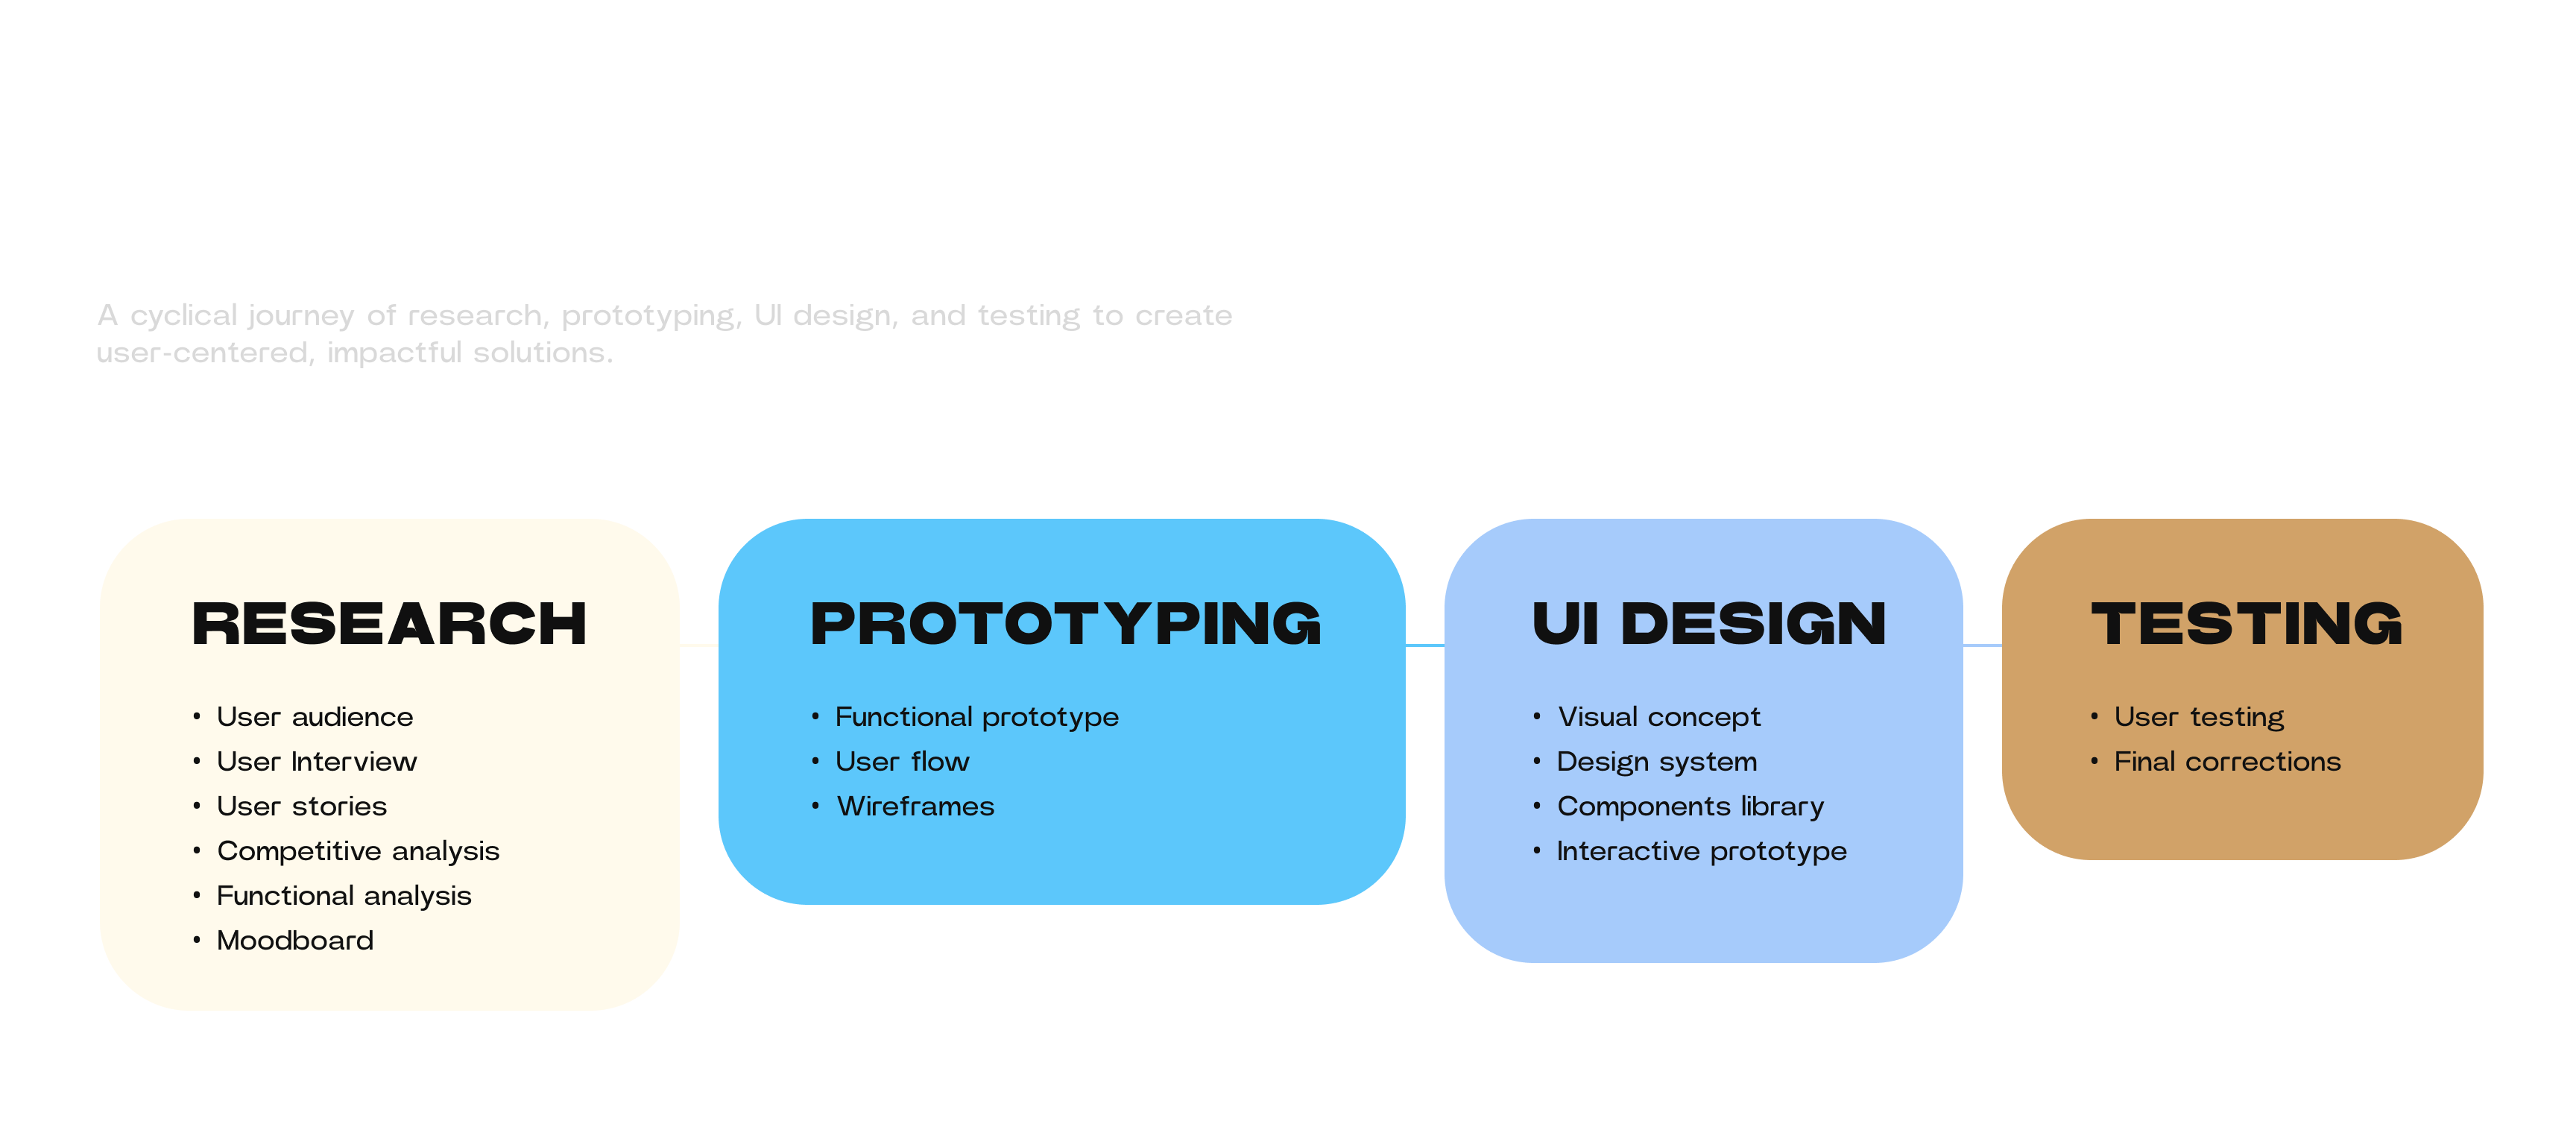 A cyclical journey of research, prototyping, UI design, and testing to create
user-centered, impactful solutions.
RESEARCH
• User audience
• User Interview
• User stories
• Competitive analysis
• Functional analysis
• Moodboard
PROTOTYPING
• Functional prototype
• User flow
• Wireframes
UI DESIGN
• Visual concept
• Design system
• Components library
• Interactive prototype
TESTING
• User testing
• Final corrections